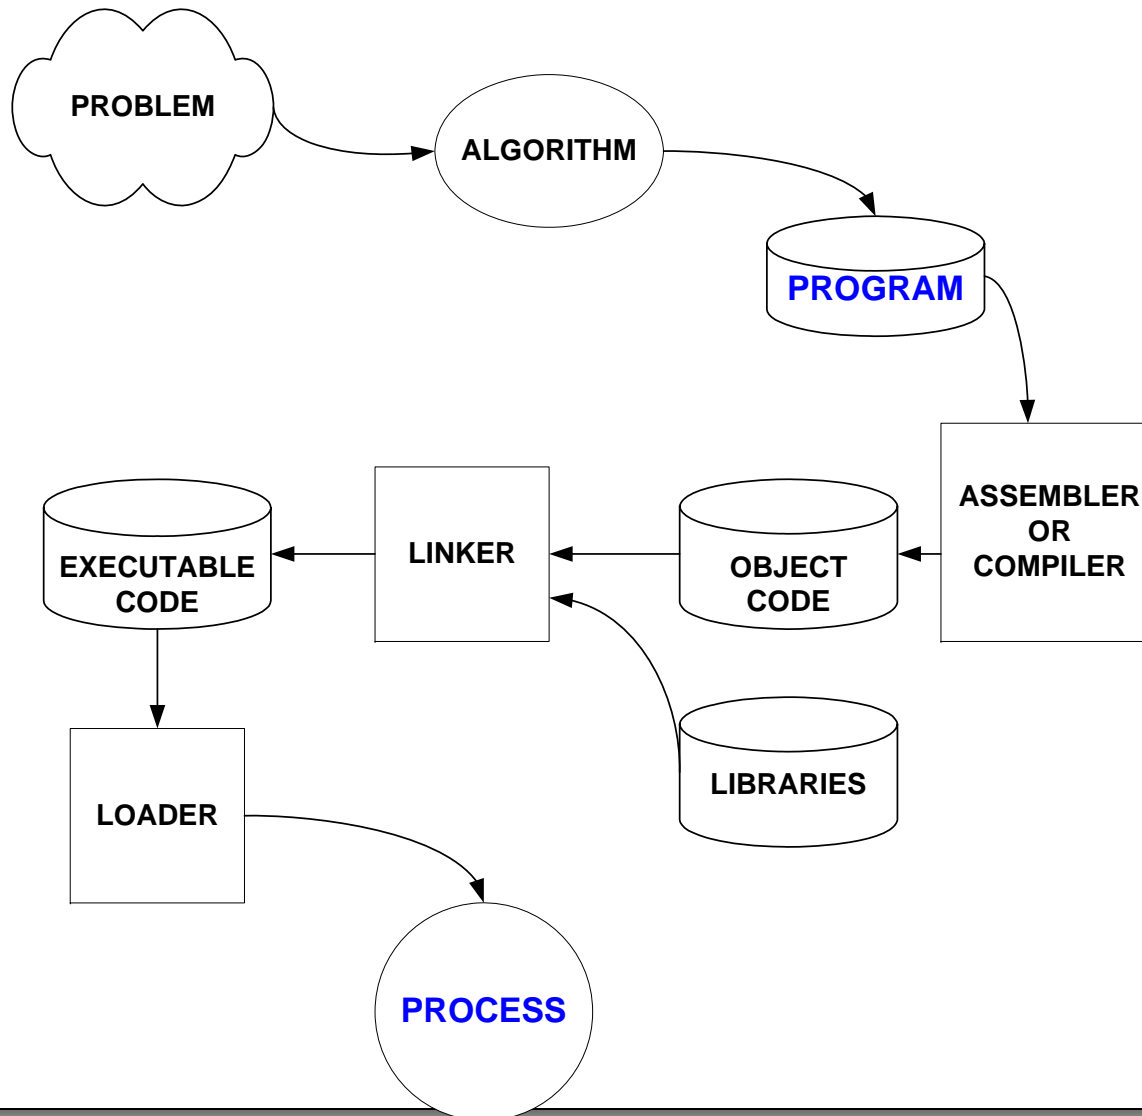 PROBLEM
ALGORITHM
PROGRAM
ASSEMBLER
OR
COMPILER
OBJECT
CODE
LINKER
EXECUTABLE
CODE
LIBRARIES
LOADER
PROCESS